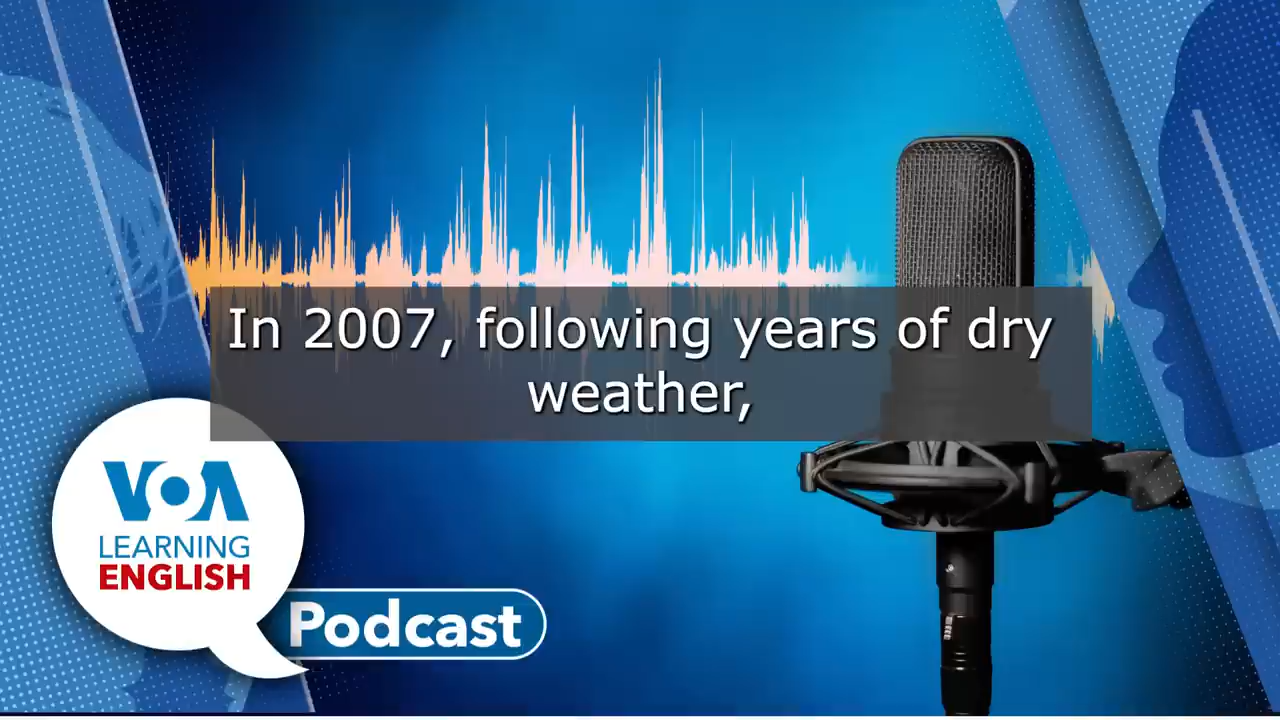 In 2007, following years of dry
weather,
VOA
LEARNING
ENGLISH
Podcast